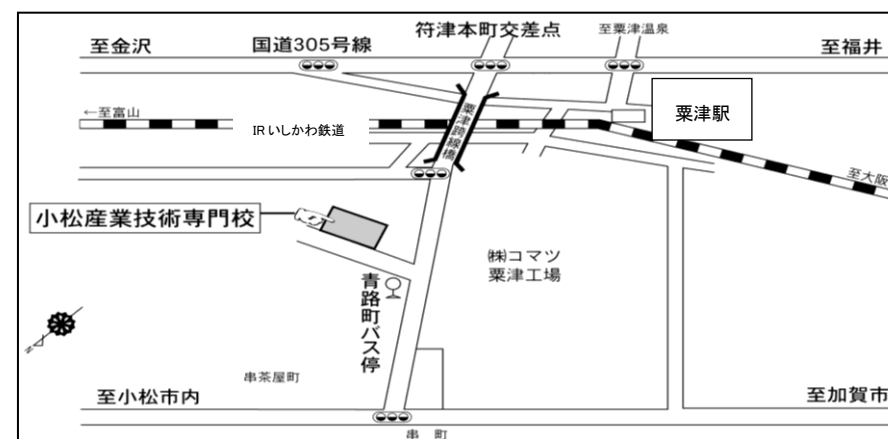 符津本町交差点
至金沢
国道305号線
至粟津温泉
至福井
粟津駅
←至富山
IRいしかわ鉄道
粟津跨線橋
至大阪
小松産業技術専門校
㈱コマツ
粟津工場
青路町バス停
N
串茶屋町
至小松市内
至加賀市
串 町